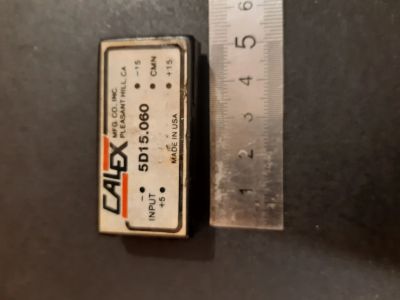 CALEX
MFG. CO., INC.
PLEASANT HILL, CA
5D15.060
INPUT
-
+5
-15
CMN
+15
MADE IN USA
1 2 3 4 5 6